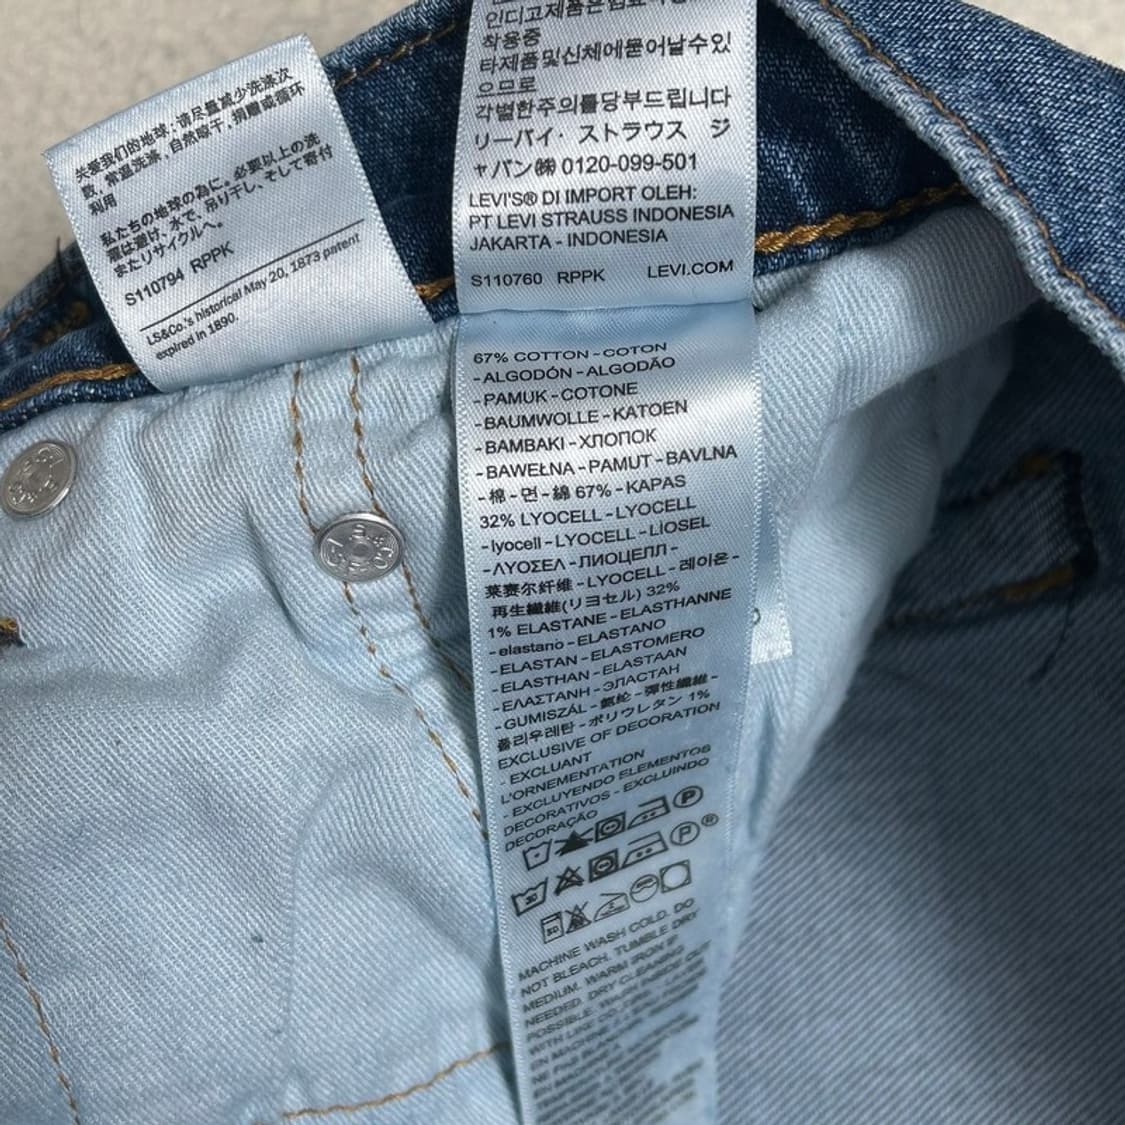 关爱我们的地球，请尽量减少洗涤次
数，常温洗涤，自然晾干，捐赠或循环
利用
私たちの地球の為に。必要以上の洗
濯は避け、水で、吊り干し、そして寄付
またリサイクルへ。
S110794 RPPK
LS&Co.'s historical May 20, 1873 patent
expired in 1890.
着用중
타제품및신체에묻어날수있
으므로
각별한주의를당부드립니다
リーバイ・ストラウス ジ
ャパン㈱ 0120-099-501
LEVI'S® DI IMPORT OLEH:
PT LEVI STRAUSS INDONESIA
JAKARTA - INDONESIA
S110760 RPPK LEVI.COM
67% COTTON - COTON
- ALGODÓN - ALGODÃO
- PAMUK - COTONE
- BAUMWOLLE - KATOEN
- BAMBAKI - ХЛОПОК
- BAWEŁNA - PAMUT - BAVLNA
- 棉 - 면 - 綿 67% - KAPAS
32% LYOCELL - LYOCELL
- lyocell - LYOCELL - LIOSEL
- ΛΥΟΣΕΛ - ЛИОЦЕЛЛ -
莱赛尔纤维 - LYOCELL - 레이온 -
再生繊維(リヨセル) 32%
1% ELASTANE - ELASTHANNE
- elastano - ELASTANO
- ELASTAN - ELASTOMERO
- ELASTHAN - ELASTAAN
- ΕΛΑΣΤΑΝΗ - ЭЛАСТАН
- GUMISZÁL - 氨纶 - 彈性纖維 -
폴리우레탄 - ポリウレタン 1%
EXCLUSIVE OF DECORATION
- EXCLUANT
L'ORNEMENTATION
- EXCLUYENDO ELEMENTOS
DECORATIVOS - EXCLUINDO
DECORAÇÃO
P
30 P ®
30
MACHINE WASH COLD. DO
NOT BLEACH. TUMBLE DRY
MEDIUM. WARM IRON IF
NEEDED. DRY CLEANING
POSSIBLE. WASH